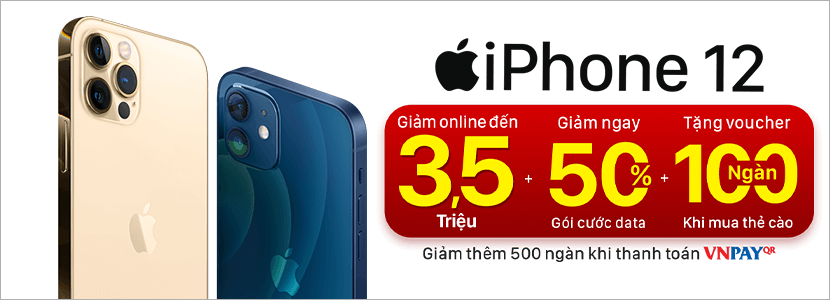 iPhone 12
Giảm online đến
3,5
Triệu
+
Giảm ngay
50%
Gói cước data
+
Tặng voucher
100 Ngàn
Khi mua thẻ cào
Giảm thêm 500 ngàn khi thanh toán VNPAYQR